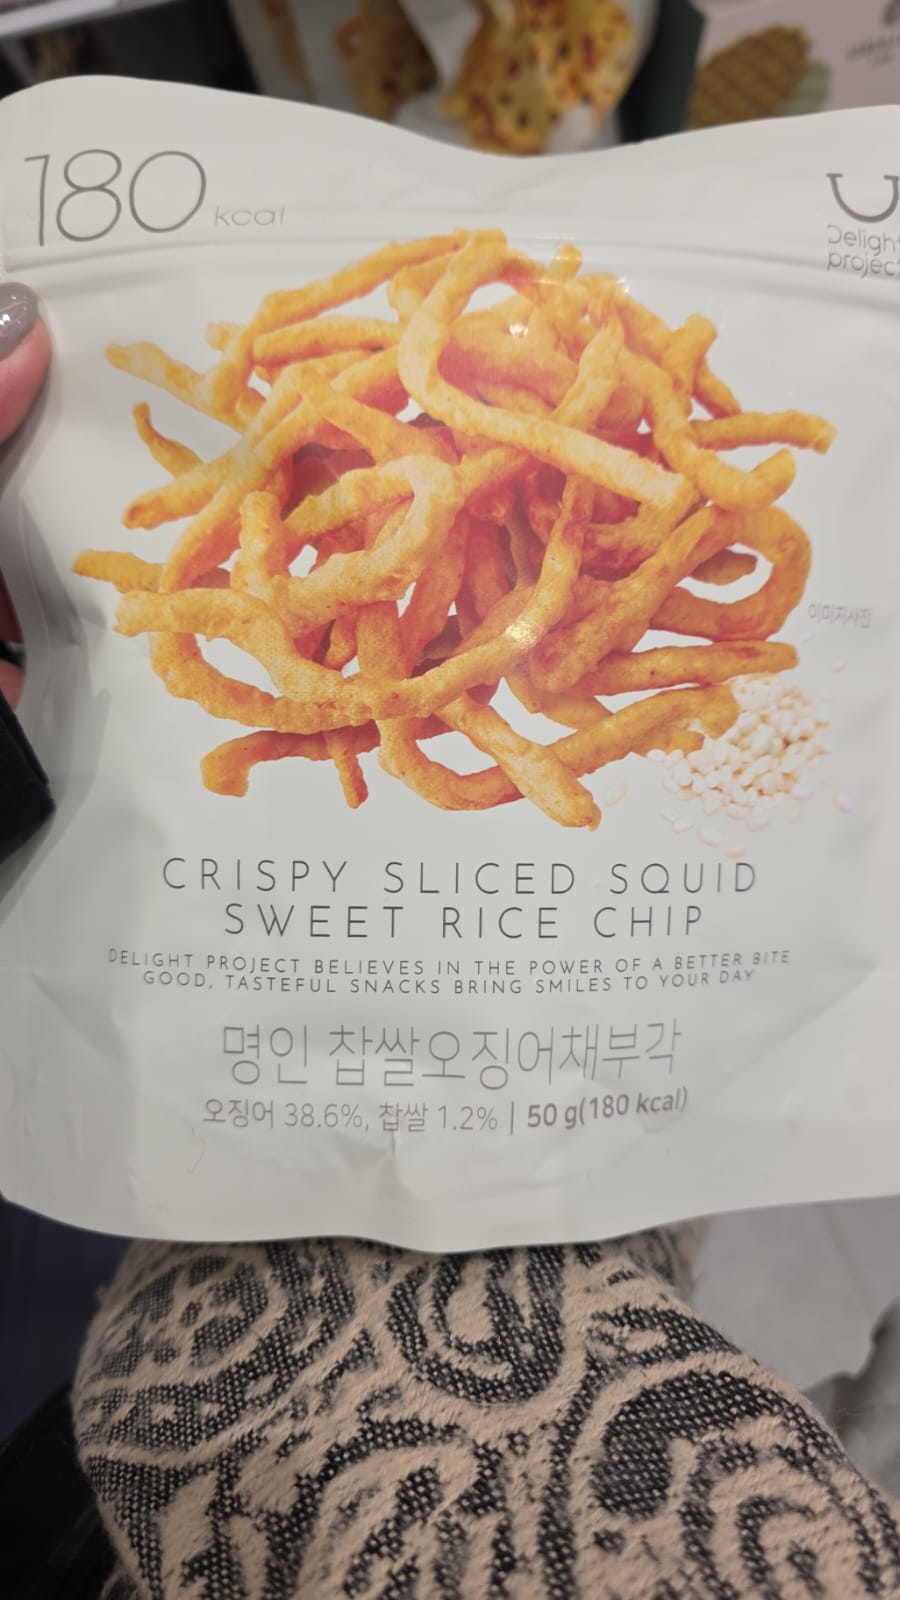 180 kcal
Delight
project
이미지사진
CRISPY SLICED SQUID
SWEET RICE CHIP
DELIGHT PROJECT BELIEVES IN THE POWER OF A BETTER BITE
GOOD, TASTEFUL SNACKS BRING SMILES TO YOUR DAY
명인 찹쌀오징어채부각
오징어 38.6%, 찹쌀 1.2% | 50 g(180 kcal)